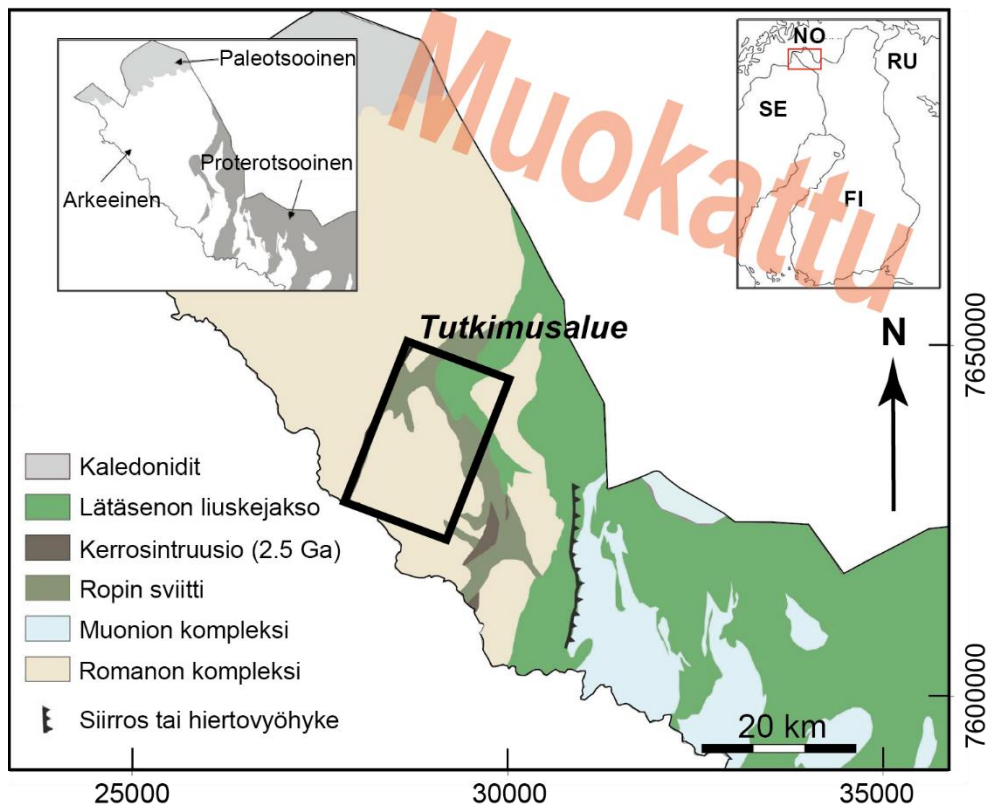 Paleotsooinen
Proterotsooinen
Arkeeinen
Muokattu
NO
RU
SE
FI
Tutkimusalue
N
Kaledonidit
Lätäsenon liuskejakso
Kerrosintruusio (2.5 Ga)
Ropin sviitti
Muonion kompleksi
Romanon kompleksi
Siirros tai hiertovyöhyke
20 km
7650000
7600000
25000
30000
35000